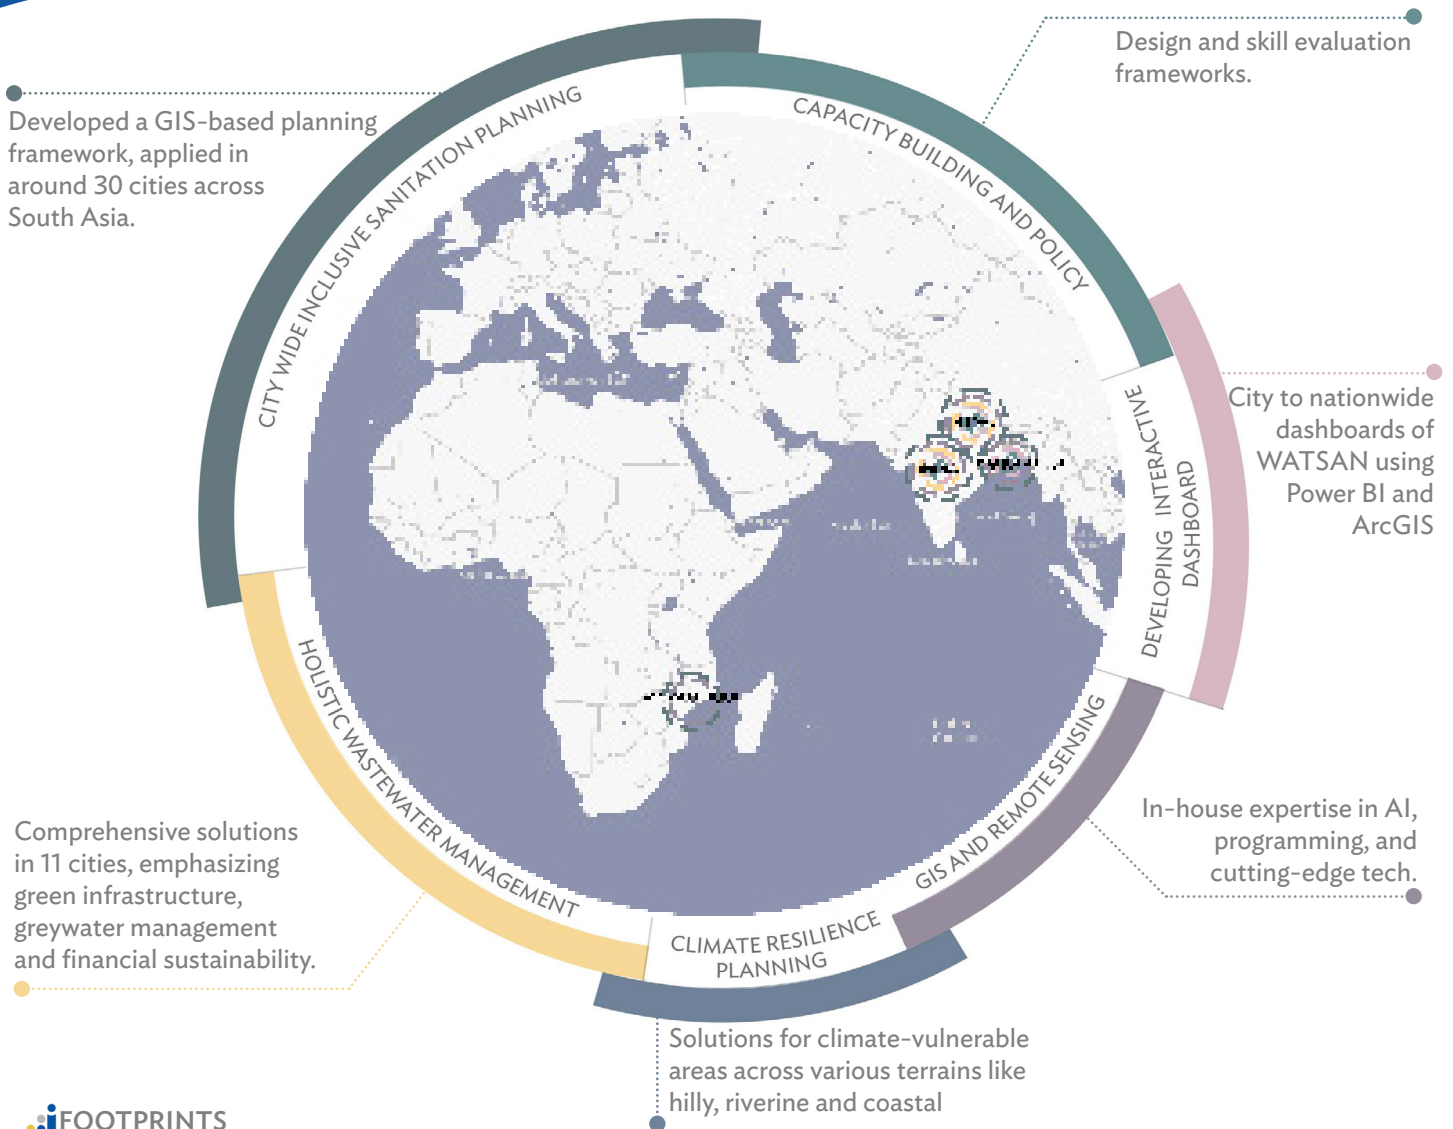 Design and skill evaluation
frameworks.
Developed a GIS-based planning
framework, applied in
around 30 cities across
South Asia.
CITY WIDE INCLUSIVE SANITATION PLANNING
CAPACITY BUILDING AND POLICY
City to nationwide
dashboards of
WATSAN using
Power BI and
ArcGIS
DEVELOPING INTERACTIVE
DASHBOARD
HOLISTIC WASTEWATER MANAGEMENT
GIS AND REMOTE SENSING
In-house expertise in AI,
programming, and
cutting-edge tech.
Comprehensive solutions
in 11 cities, emphasizing
green infrastructure,
greywater management
and financial sustainability.
CLIMATE RESILIENCE
PLANNING
Solutions for climate-vulnerable
areas across various terrains like
hilly, riverine and coastal
iFOOTPRINTS